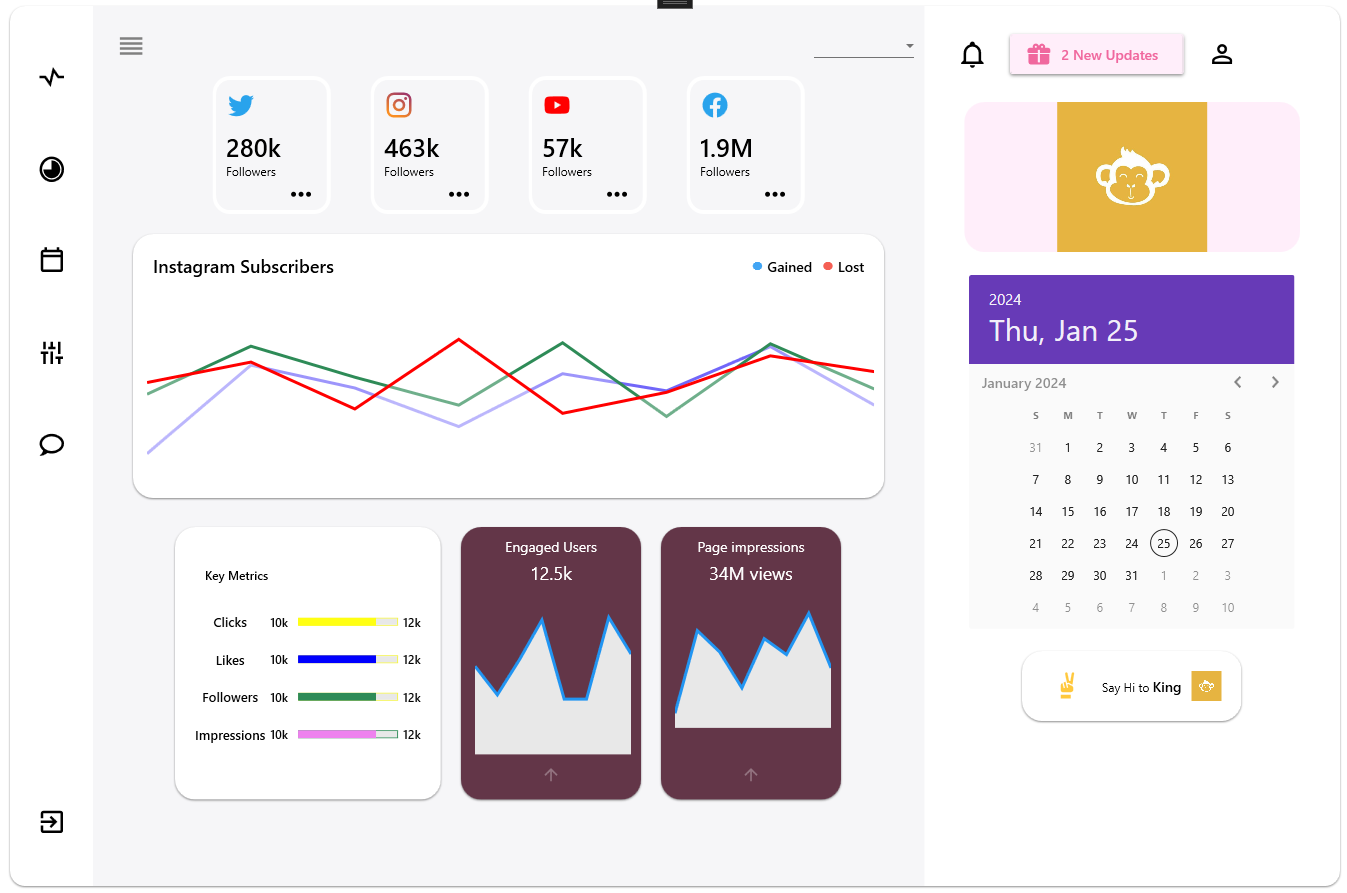 2 New Updates
280k
Followers
463k
Followers
57k
Followers
1.9M
Followers
Instagram Subscribers
Gained Lost
Key Metrics
Clicks 10k 12k
Likes 10k 12k
Followers 10k 12k
Impressions 10k 12k
Engaged Users
12.5k
Page impressions
34M views
2024
Thu, Jan 25
January 2024
S M T W T F S
31 1 2 3 4 5 6
7 8 9 10 11 12 13
14 15 16 17 18 19 20
21 22 23 24 25 26 27
28 29 30 31 1 2 3
4 5 6 7 8 9 10
Say Hi to King